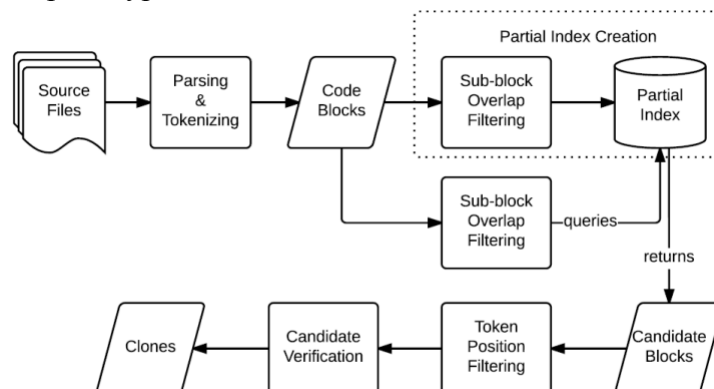 Partial Index Creation
Source
Files
Parsing
&
Tokenizing
Code
Blocks
Sub-block
Overlap
Filtering
Partial
Index
Sub-block
Overlap
Filtering
queries
returns
Clones
Candidate
Verification
Token
Position
Filtering
Candidate
Blocks